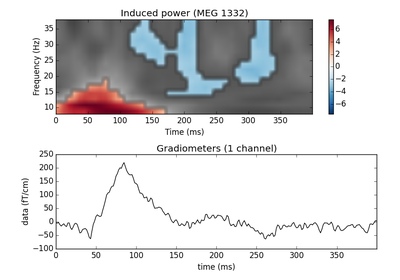 Induced power (MEG 1332)
Frequency (Hz)
35
30
25
20
15
10
0 50 100 150 200 250 300 350
Time (ms)
6
4
2
0
−2
−4
−6
Gradiometers (1 channel)
data (fT/cm)
250
200
150
100
50
0
−50
−100
0 50 100 150 200 250 300 350
time (ms)